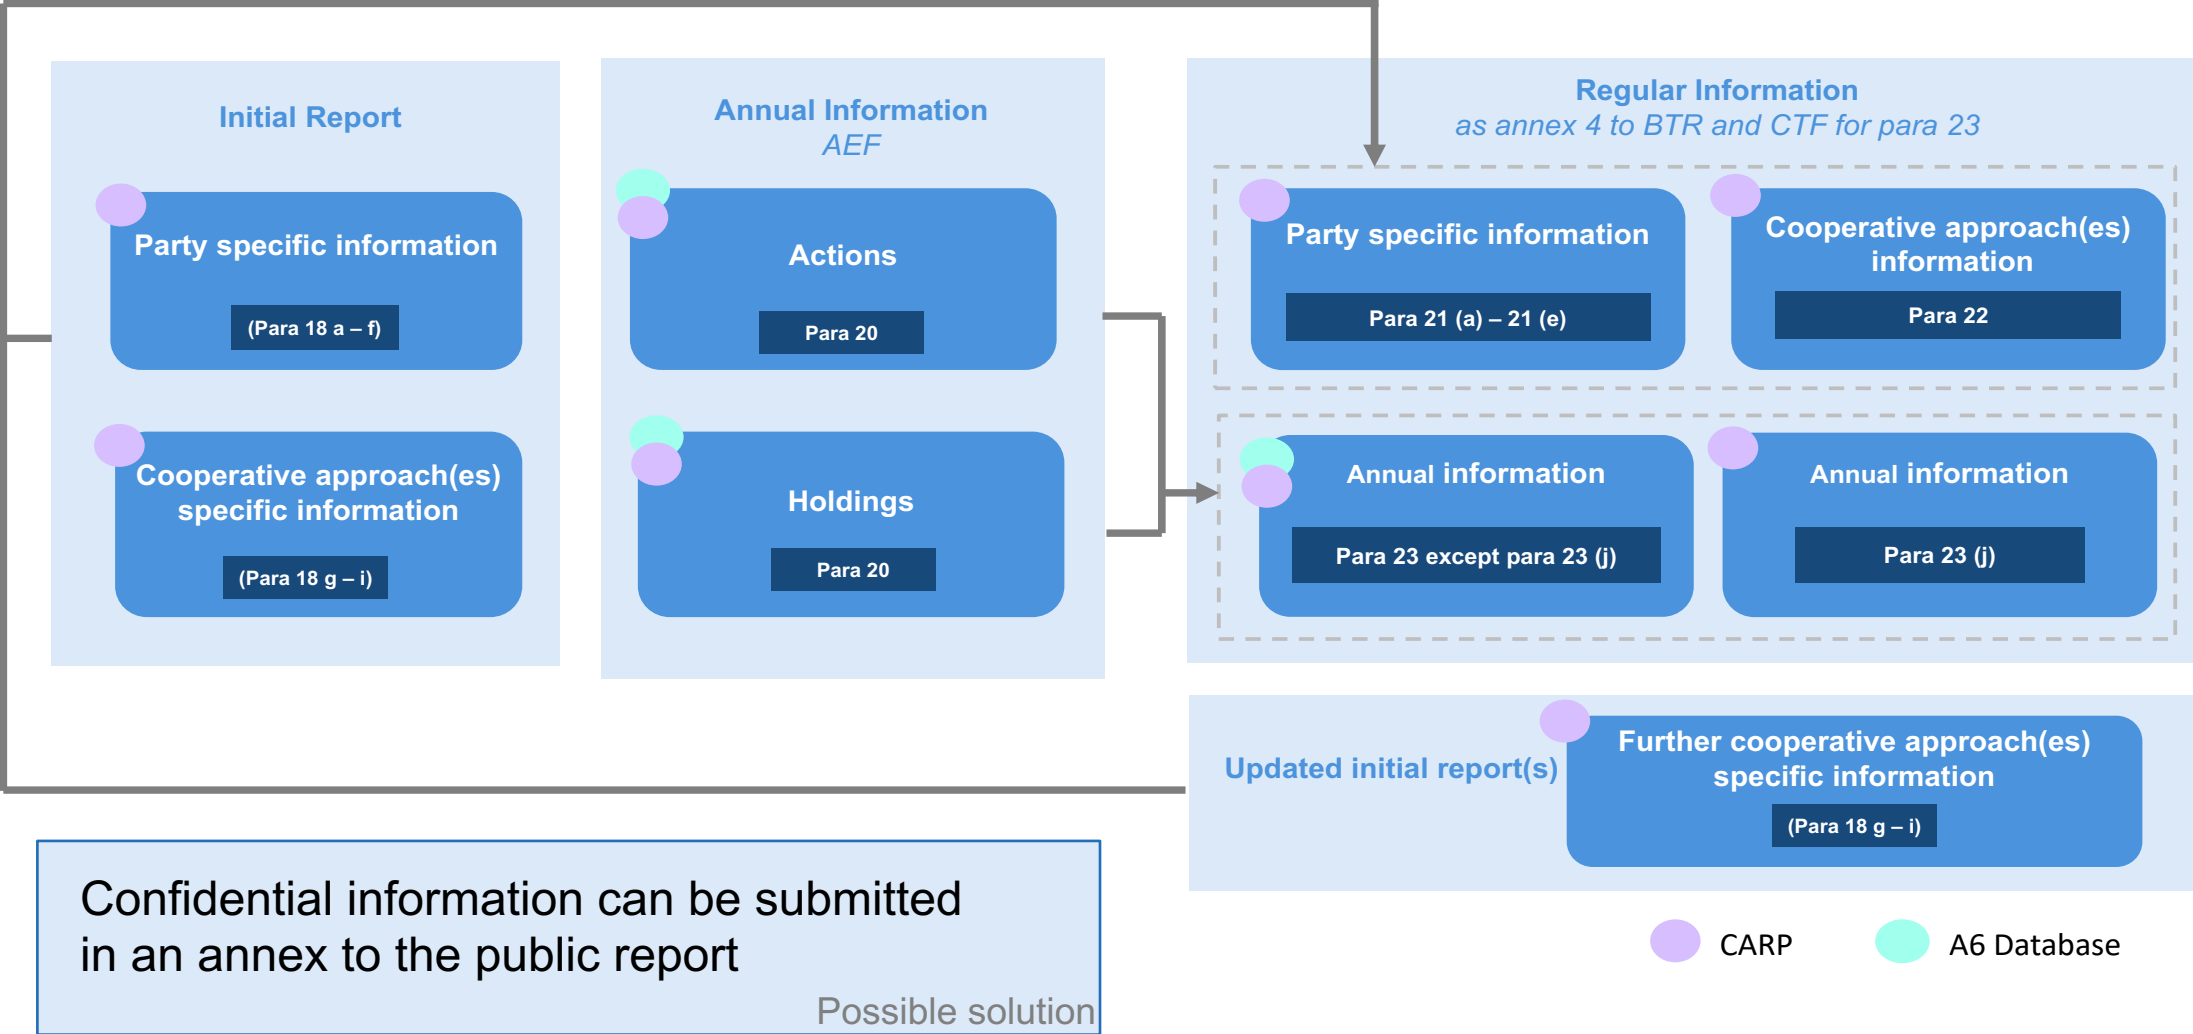 Initial Report
Party specific information
(Para 18 a – f)
Cooperative approach(es)
specific information
(Para 18 g – i)
Annual Information
AEF
Actions
Para 20
Holdings
Para 20
Regular Information
as annex 4 to BTR and CTF for para 23
Party specific information
Para 21 (a) – 21 (e)
Cooperative approach(es)
information
Para 22
Annual information
Para 23 except para 23 (j)
Annual information
Para 23 (j)
Updated initial report(s)
Further cooperative approach(es)
specific information
(Para 18 g – i)
Confidential information can be submitted
in an annex to the public report
Possible solution
CARP
A6 Database